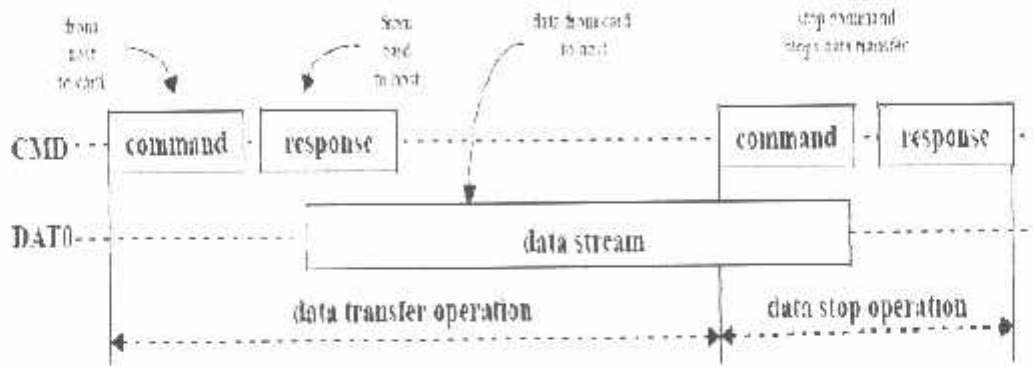 from
host
to card
from
card
to host
data from card
to host
stop command
stops data transfer
CMD
command
response
command
response
DAT0
data stream
data transfer operation
data stop operation